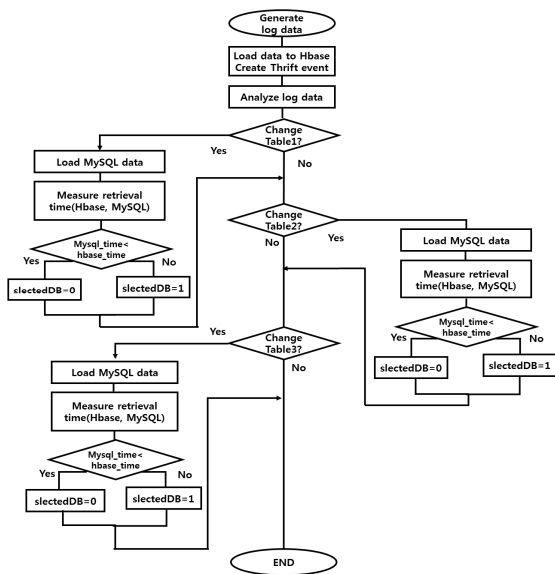 Generate
log data
Load data to Hbase
Create Thrift event
Analyze log data
Change
Table1?
Yes
No
Load MySQL data
Measure retrieval
time(Hbase, MySQL)
Mysql_time<
hbase_time
Yes
No
slectedDB=0
slectedDB=1
Change
Table2?
No
Yes
Load MySQL data
Measure retrieval
time(Hbase, MySQL)
Mysql_time<
hbase_time
Yes
No
slectedDB=0
slectedDB=1
Change
Table3?
Yes
No
Load MySQL data
Measure retrieval
time(Hbase, MySQL)
Mysql_time<
hbase_time
Yes
No
slectedDB=0
slectedDB=1
END